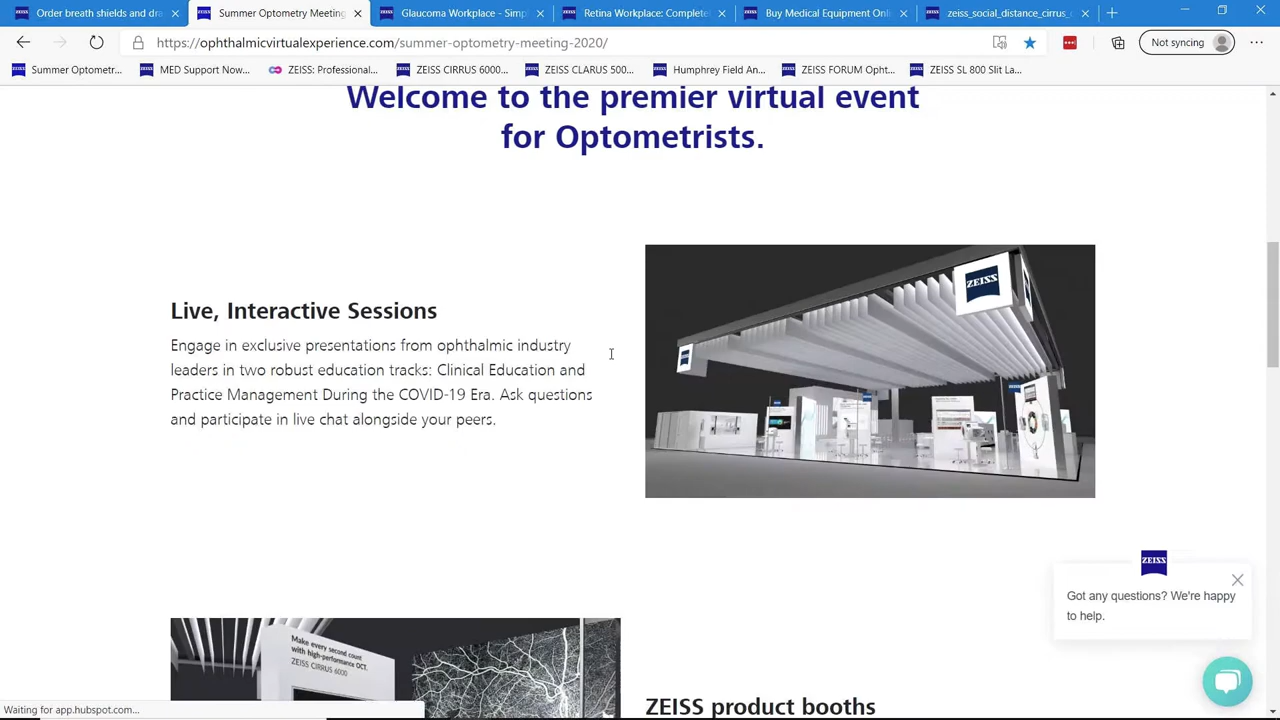 Order breath shields and dra
Summer Optometry Meeting
Glaucoma Workplace - Simp
Retina Workplace: Complete
Buy Medical Equipment Onli
zeiss_social_distance_cirrus_c
https://ophthalmicvirtualexperience.com/summer-optometry-meeting-2020/
Not syncing
Summer Optometr...
MED Support Now...
ZEISS: Professional...
ZEISS CIRRUS 6000...
ZEISS CLARUS 500...
Humphrey Field An...
ZEISS FORUM Opht...
ZEISS SL 800 Slit La...
Welcome to the premier virtual event
for Optometrists.
ZEISS
Live, Interactive Sessions
Engage in exclusive presentations from ophthalmic industry
leaders in two robust education tracks: Clinical Education and
Practice Management During the COVID-19 Era. Ask questions
and participate in live chat alongside your peers.
ZEISS
Got any questions? We're happy
to help.
Make every second count
with high-performance OCT.
ZEISS CIRRUS 6000
ZEISS product booths
Waiting for app.hubspot.com...